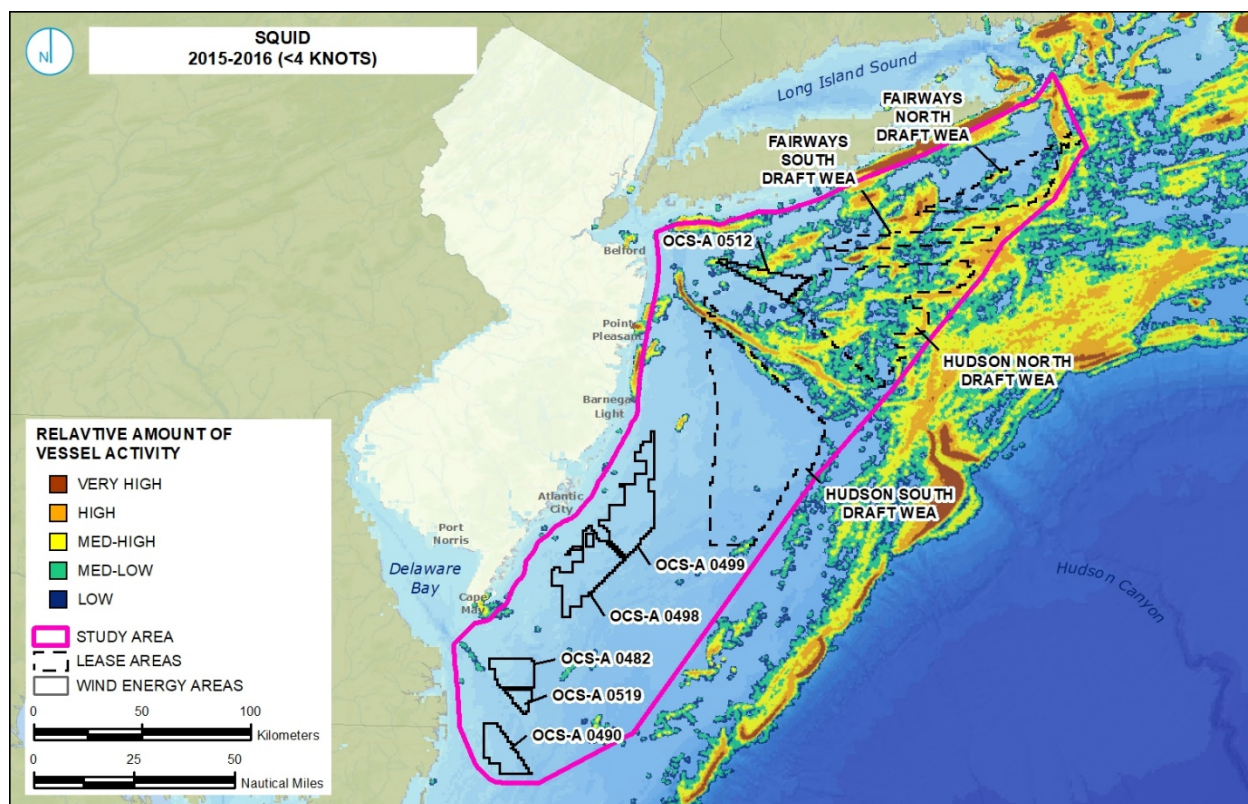 N
SQUID
2015-2016 (<4 KNOTS)
Long Island Sound
FAIRWAYS
NORTH
DRAFT WEA
FAIRWAYS
SOUTH
DRAFT WEA
OCS-A 0512
Belford
Point
Pleasant
HUDSON NORTH
DRAFT WEA
Barnegat
Light
HUDSON SOUTH
DRAFT WEA
Atlantic
City
Port
Norris
OCS-A 0499
Delaware
Bay
Hudson Canyon
Cape
May
OCS-A 0498
OCS-A 0482
OCS-A 0519
OCS-A 0490
RELAVTIVE AMOUNT OF
VESSEL ACTIVITY
VERY HIGH
HIGH
MED-HIGH
MED-LOW
LOW
STUDY AREA
LEASE AREAS
WIND ENERGY AREAS
0 50 100
Kilometers
0 25 50
Nautical Miles